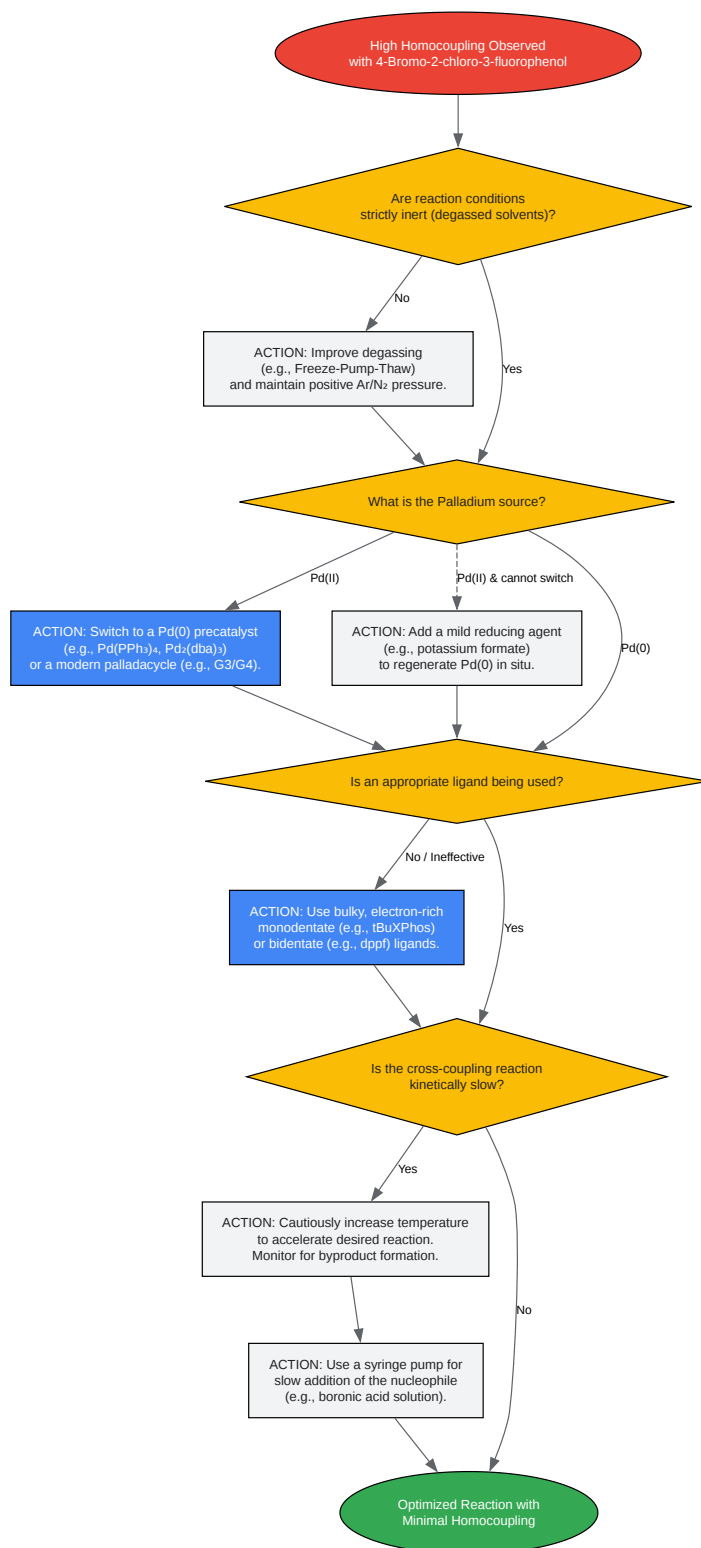 High Homocoupling Observed
with 4-Bromo-2-chloro-3-fluorophenol
Are reaction conditions
strictly inert (degassed solvents)?
No
Yes
ACTION: Improve degassing
(e.g., Freeze-Pump-Thaw)
and maintain positive Ar/N₂ pressure.
What is the Palladium source?
Pd(II)
Pd(II) & cannot switch
Pd(0)
ACTION: Switch to a Pd(0) precatalyst
(e.g., Pd(PPh₃)₄, Pd₂(dba)₃)
or a modern palladacycle (e.g., G3/G4).
ACTION: Add a mild reducing agent
(e.g., potassium formate)
to regenerate Pd(0) in situ.
Is an appropriate ligand being used?
No / Ineffective
Yes
ACTION: Use bulky, electron-rich
monodentate (e.g., tBuXPhos)
or bidentate (e.g., dppf) ligands.
Is the cross-coupling reaction
kinetically slow?
Yes
No
ACTION: Cautiously increase temperature
to accelerate desired reaction.
Monitor for byproduct formation.
ACTION: Use a syringe pump for
slow addition of the nucleophile
(e.g., boronic acid solution).
Optimized Reaction with
Minimal Homocoupling